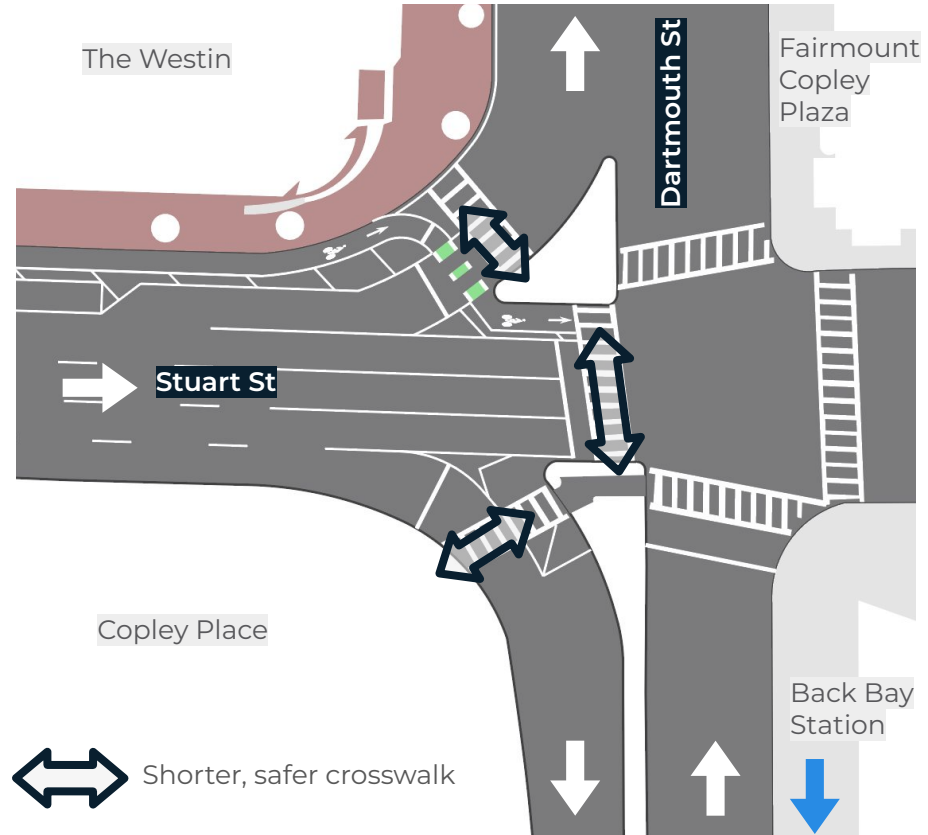 The Westin
Dartmouth St
Fairmount
Copley
Plaza
Stuart St
Copley Place
Back Bay
Station
Shorter, safer crosswalk